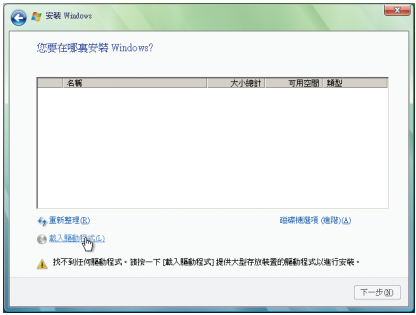 安裝 Windows
您要在哪裏安裝 Windows?
名稱 大小總計 可用空間 類型
重新整理(R) 磁碟機選項 (進階)(A)
載入驅動程式(L)
找不到任何驅動程式。請按一下 [載入驅動程式] 提供大型存放裝置的驅動程式以進行安裝。
下一步(N)